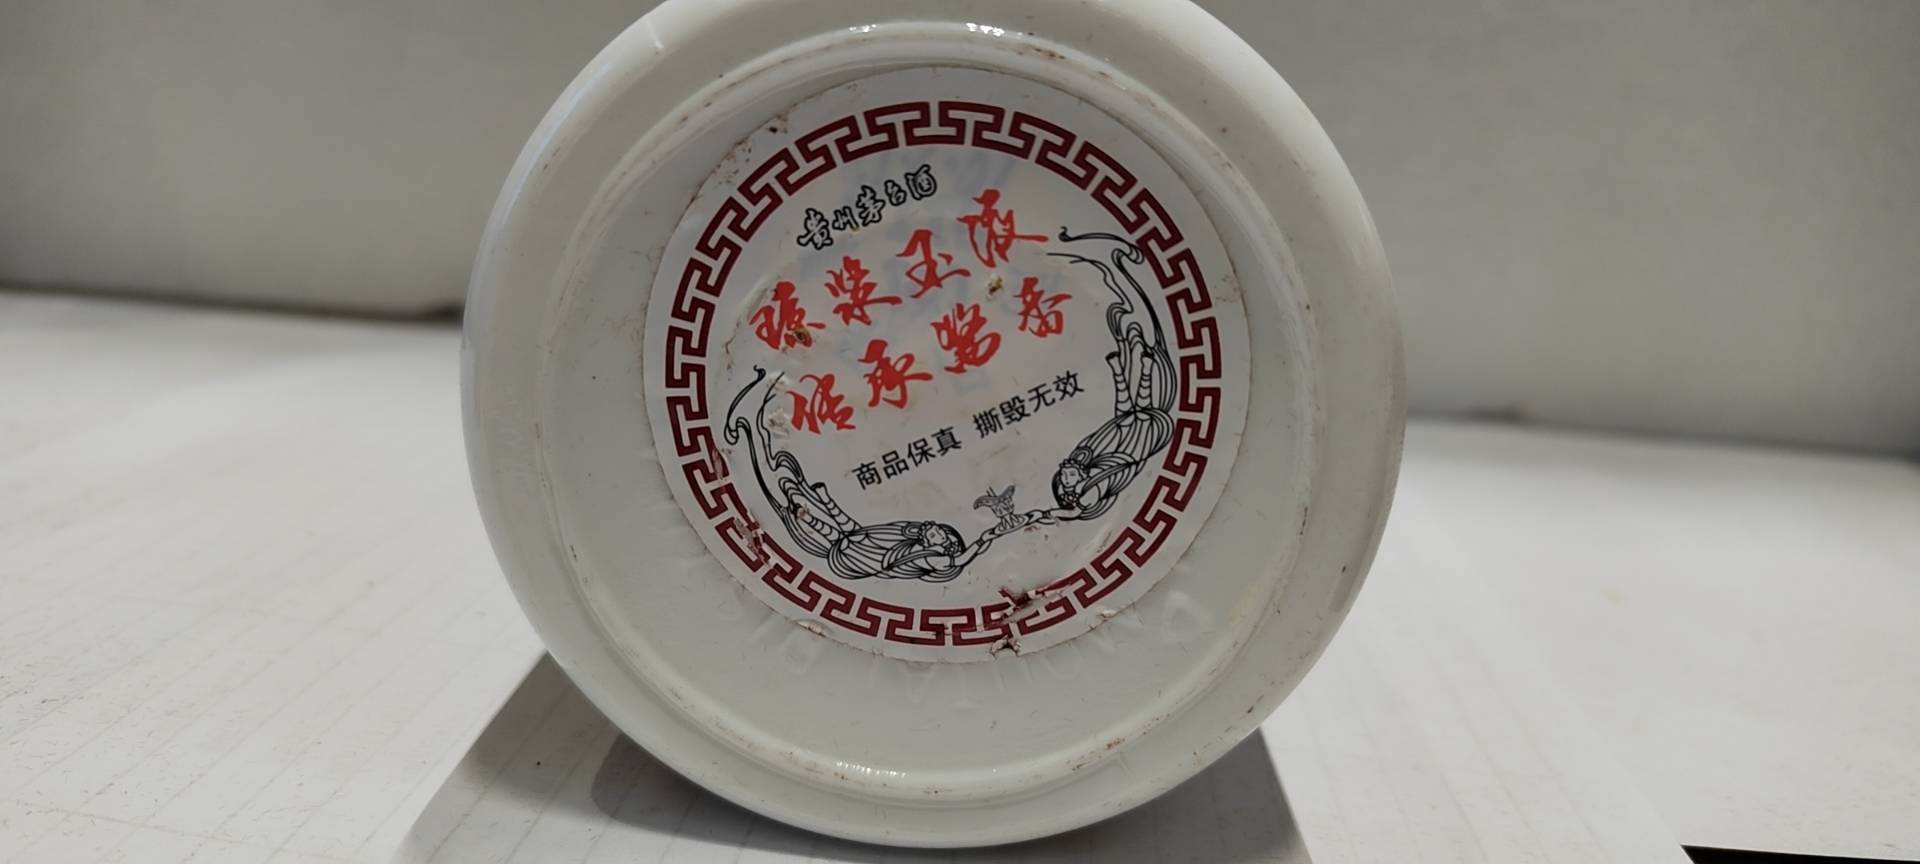 贵州茅台酒
琼浆玉液
传承酱香
商品保真 撕毁无效